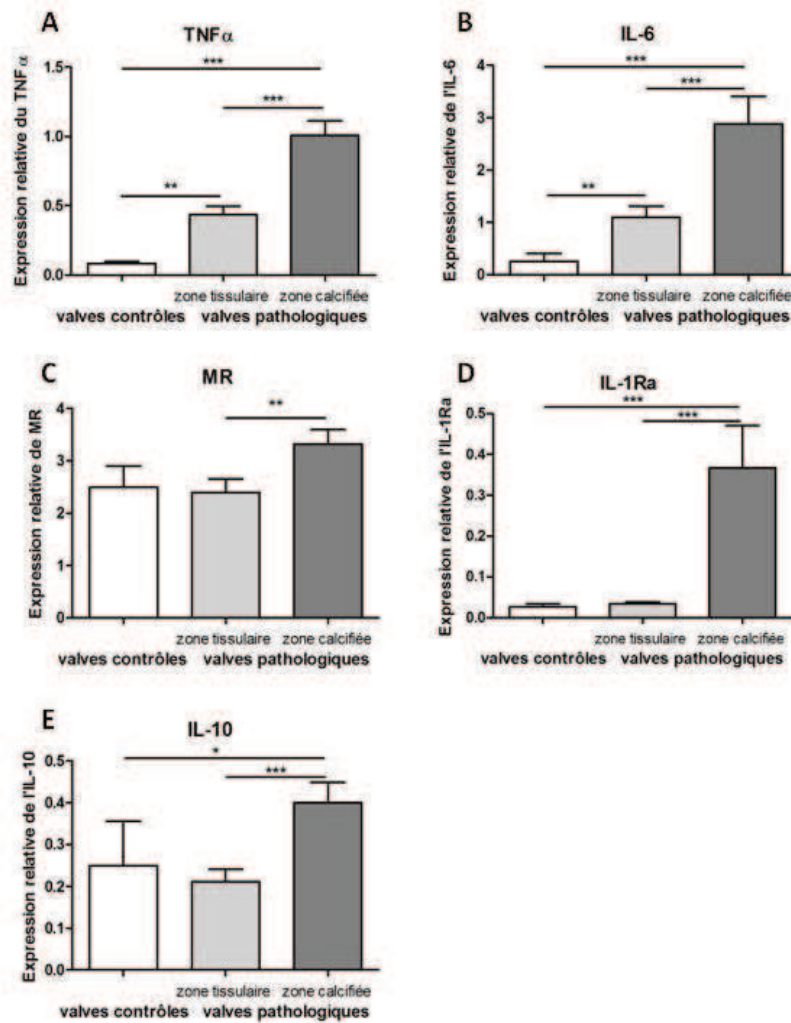 A
TNFα
Expression relative du TNFα
1.5
1.0
0.5
0.0
***
***
**
zone tissulaire zone calcifiée
valves contrôles valves pathologiques
B
IL-6
Expression relative de l'IL-6
4
3
2
1
0
***
***
**
zone tissulaire zone calcifiée
valves contrôles valves pathologiques
C
MR
Expression relative de MR
4
3
2
1
0
**
zone tissulaire zone calcifiée
valves contrôles valves pathologiques
D
IL-1Ra
Expression relative de l'IL-1Ra
0.5
0.4
0.3
0.2
0.1
0.0
***
***
zone tissulaire zone calcifiée
valves contrôles valves pathologiques
E
IL-10
Expression relative de l'IL-10
0.5
0.4
0.3
0.2
0.1
0.0
*
***
zone tissulaire zone calcifiée
valves contrôles valves pathologiques